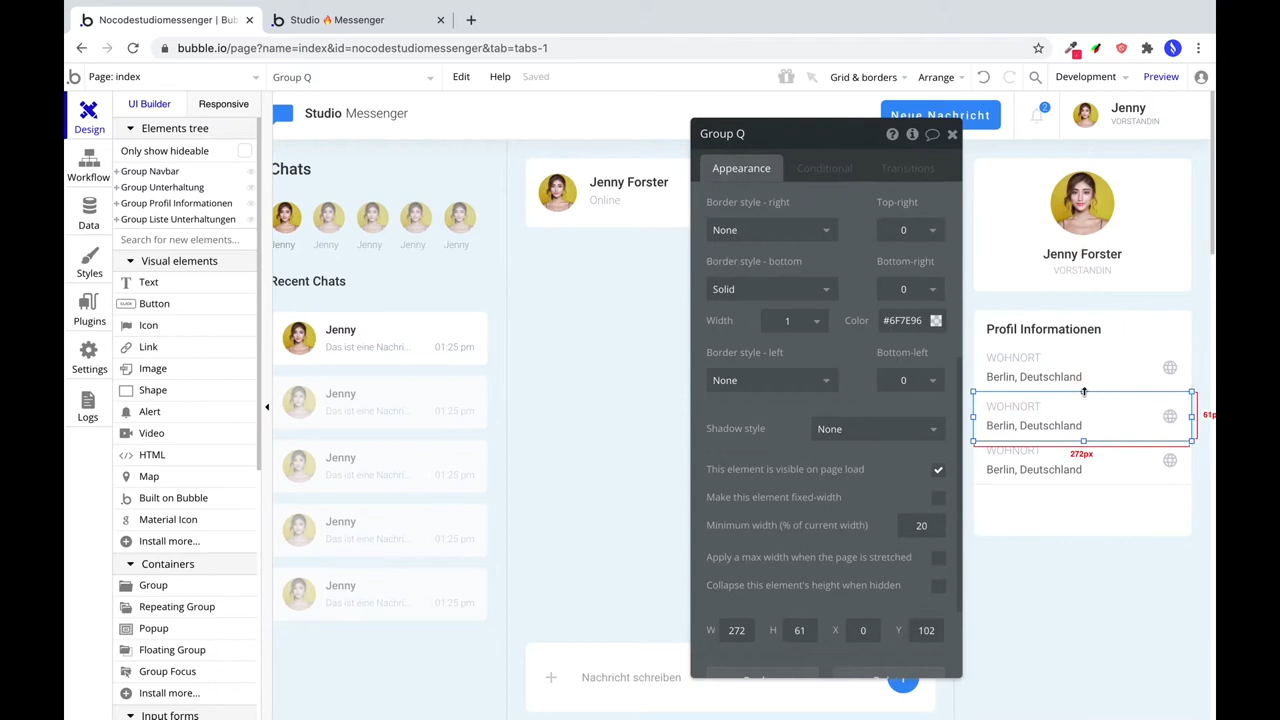 Nocodestudiomessenger | Bub
Studio 🔥 Messenger
bubble.io/page?name=index&id=nocodestudiomessenger&tab=tabs-1
Page: index
Group Q
Edit
Help
Saved
Grid & borders
Arrange
Development
Preview
Design
Workflow
Data
Styles
Plugins
Settings
Logs
UI Builder
Responsive
Elements tree
Only show hideable
Group Navbar
Group Unterhaltung
Group Profil Informationen
Group Liste Unterhaltungen
Search for new elements...
Visual elements
Text
CLICK
Button
Icon
Link
Image
Shape
Alert
Video
HTML
Map
Built on Bubble
Material Icon
Install more...
Containers
Group
Repeating Group
Popup
Floating Group
Group Focus
Install more...
Input forms
Studio Messenger
Neue Nachricht
2
Jenny
VORSTAND
Chats
Jenny
Jenny
Jenny
Jenny
Jenny
Recent Chats
Jenny
Das ist eine Nachri...
01:25 pm
Jenny
Das ist eine Nachri...
01:25 pm
Jenny
Das ist eine Nachri...
01:25 pm
Jenny
Das ist eine Nachri...
01:25 pm
Jenny
Das ist eine Nachri...
01:25 pm
Jenny Forster
Online
Nachricht schreiben
Group Q
Appearance
Conditional
Transitions
Border style - right
Top-right
None
0
Border style - bottom
Bottom-right
Solid
0
Width
1
Color
#6F7E96
Border style - left
Bottom-left
None
0
Shadow style
None
This element is visible on page load
Make this element fixed-width
Minimum width (% of current width)
20
Apply a max width when the page is stretched
Collapse this element's height when hidden
W 272 H 61 X 0 Y 102
Jenny Forster
VORSTANDIN
Profil Informationen
WOHNORT
Berlin, Deutschland
WOHNORT
Berlin, Deutschland
61p
272px
WOHNORT
Berlin, Deutschland